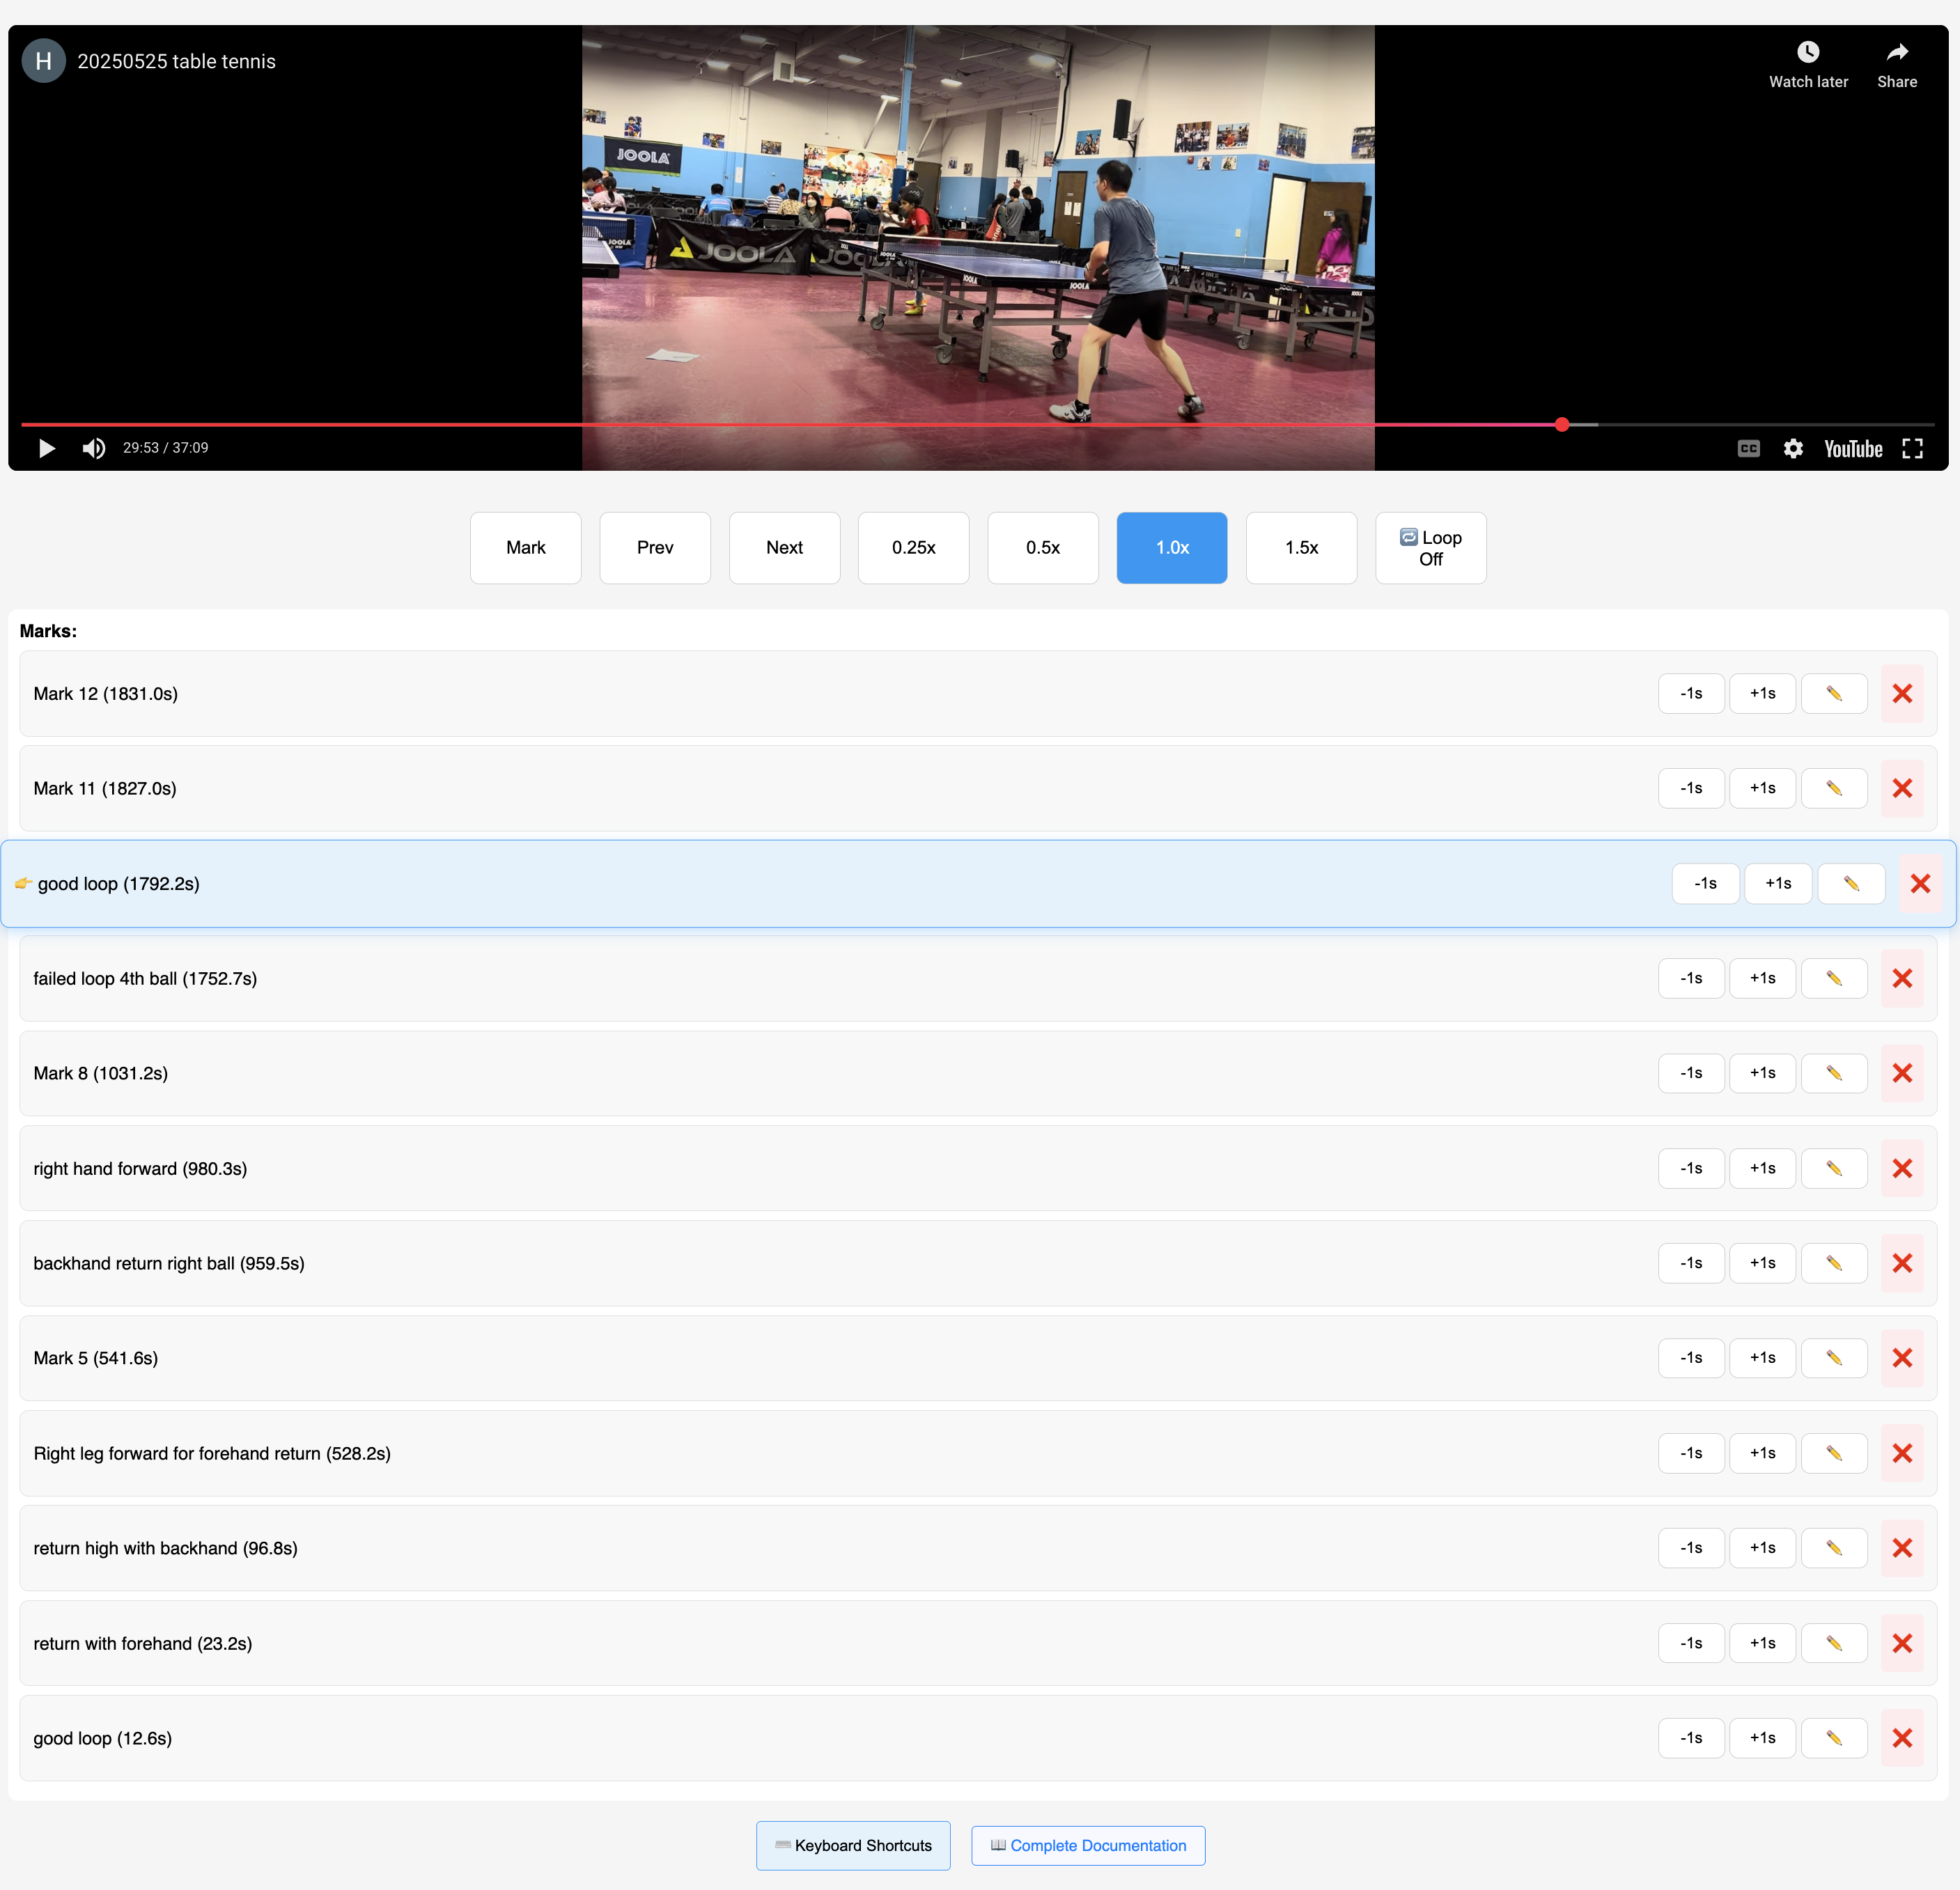 H
20250525 table tennis
Watch later
Share
JOOLA
JOOLA
JOOLA
JOOLA
JOOLA
29:53 / 37:09
CC
YouTube
Mark
Prev
Next
0.25x
0.5x
1.0x
1.5x
Loop
Off
Marks:
Mark 12 (1831.0s)
-1s
+1s
Mark 11 (1827.0s)
-1s
+1s
good loop (1792.2s)
-1s
+1s
failed loop 4th ball (1752.7s)
-1s
+1s
Mark 8 (1031.2s)
-1s
+1s
right hand forward (980.3s)
-1s
+1s
backhand return right ball (959.5s)
-1s
+1s
Mark 5 (541.6s)
-1s
+1s
Right leg forward for forehand return (528.2s)
-1s
+1s
return high with backhand (96.8s)
-1s
+1s
return with forehand (23.2s)
-1s
+1s
good loop (12.6s)
-1s
+1s
Keyboard Shortcuts
Complete Documentation